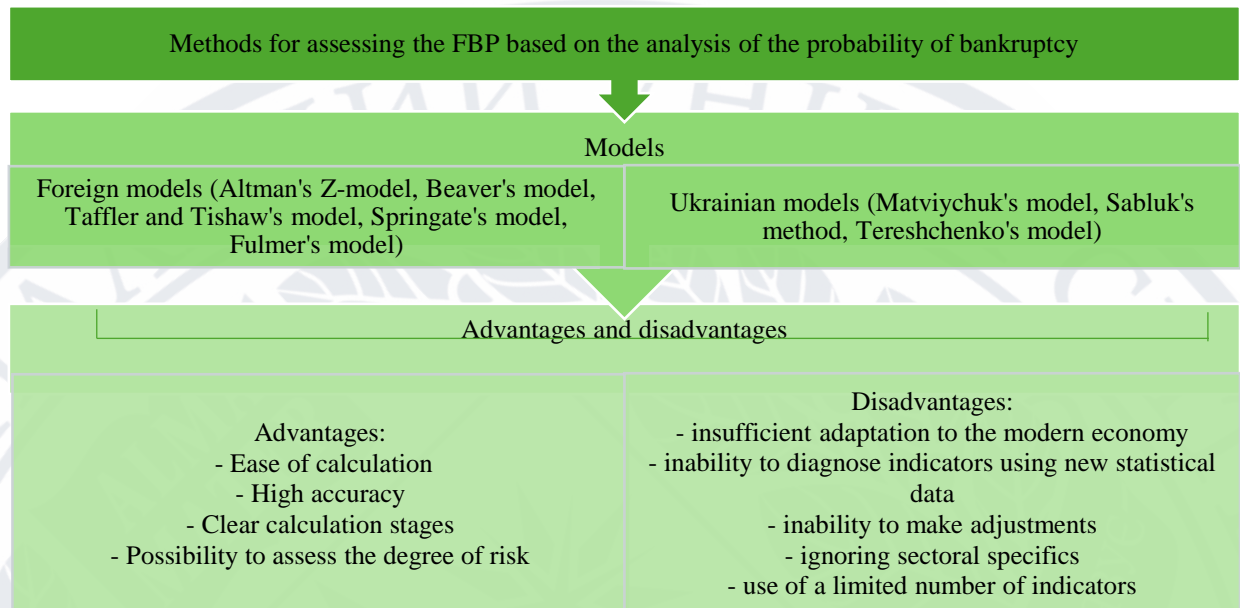 Methods for assessing the FBP based on the analysis of the probability of bankruptcy
Models
Foreign models (Altman's Z-model, Beaver's model,
Taffler and Tishaw's model, Springate's model,
Fulmer's model)
Ukrainian models (Matviychuk's model, Sabluk's
method, Tereshchenko's model)
Advantages and disadvantages
Advantages:
- Ease of calculation
- High accuracy
- Clear calculation stages
- Possibility to assess the degree of risk
Disadvantages:
- insufficient adaptation to the modern economy
- inability to diagnose indicators using new statistical
data
- inability to make adjustments
- ignoring sectoral specifics
- use of a limited number of indicators